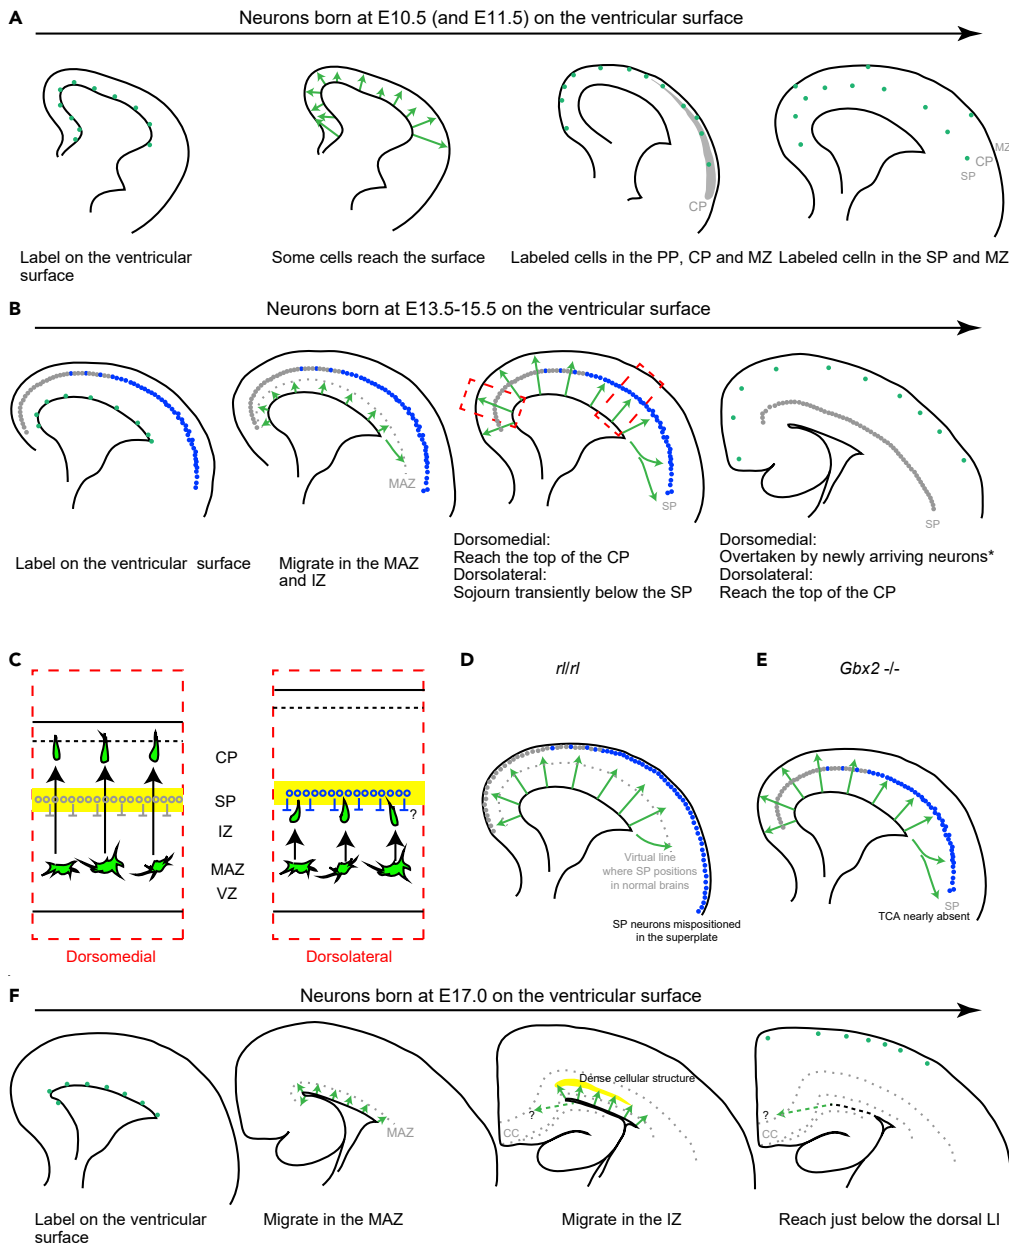 A
Neurons born at E10.5 (and E11.5) on the ventricular surface
CP
MZ
CP
SP
Label on the ventricular
surface
Some cells reach the surface
Labeled cells in the PP, CP and MZ
Labeled celln in the SP and MZ
B
Neurons born at E13.5-15.5 on the ventricular surface
MAZ
SP
SP
Label on the ventricular surface
Migrate in the MAZ
and IZ
Dorsomedial:
Reach the top of the CP
Dorsolateral:
Sojourn transiently below the SP
Dorsomedial:
Overtaken by newly arriving neurons*
Dorsolateral:
Reach the top of the CP
C
CP
SP
IZ
MAZ
VZ
?
Dorsomedial
Dorsolateral
D
rl/rl
Virtual line
where SP positions
in normal brains
SP neurons mispositioned
in the superplate
E
Gbx2 -/-
SP
TCA nearly absent
F
Neurons born at E17.0 on the ventricular surface
MAZ
Dense cellular structure
?
CC
?
CC
Label on the ventricular
surface
Migrate in the MAZ
Migrate in the IZ
Reach just below the dorsal LI